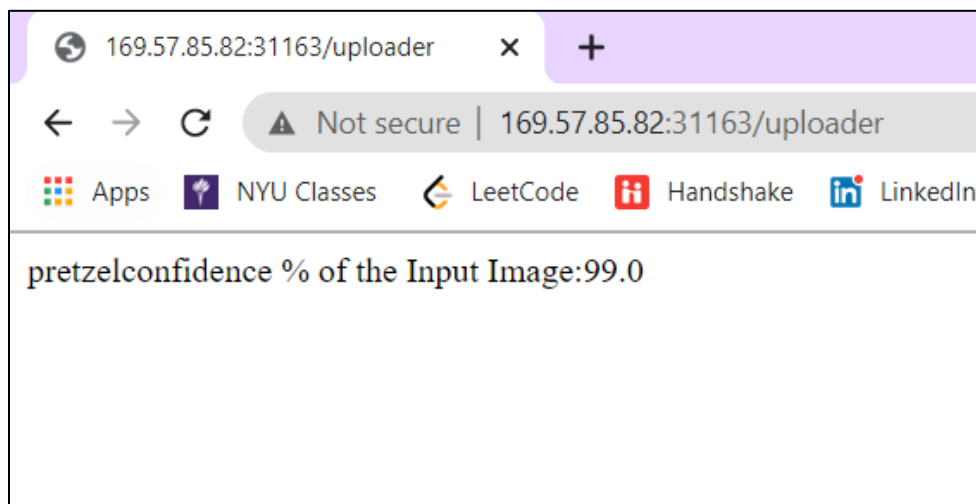 169.57.85.82:31163/uploader
Not secure | 169.57.85.82:31163/uploader
Apps NYU Classes LeetCode Handshake LinkedIn
pretzelconfidence % of the Input Image:99.0